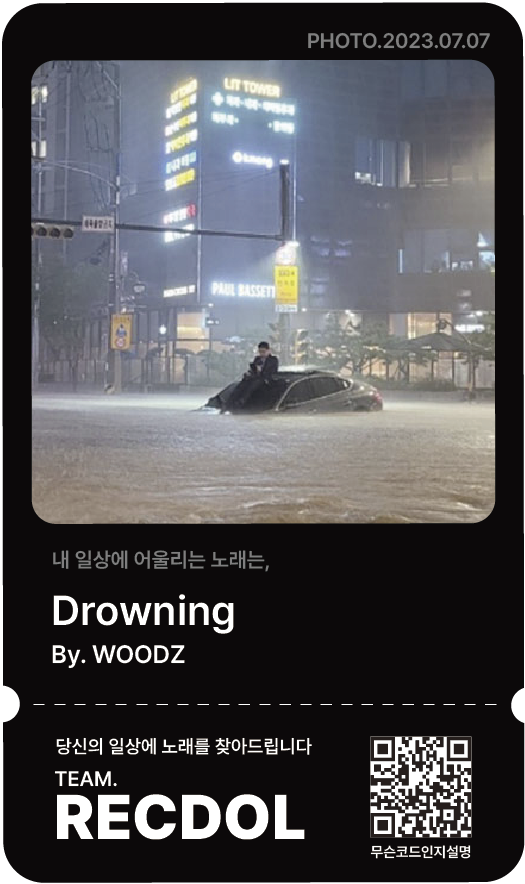 PHOTO.2023.07.07
LIT TOWER
PAUL BASSETT
내 일상에 어울리는 노래는,
Drowning
By. WOODZ
당신의 일상에 노래를 찾아드립니다
TEAM.
RECDOL
무슨코드인지설명